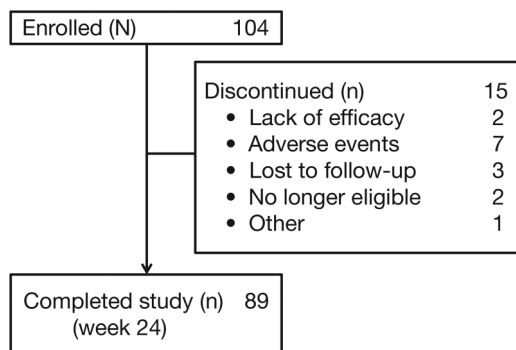 Enrolled (N) 104
Discontinued (n) 15
• Lack of efficacy 2
• Adverse events 7
• Lost to follow-up 3
• No longer eligible 2
• Other 1
Completed study (n) 89
(week 24)